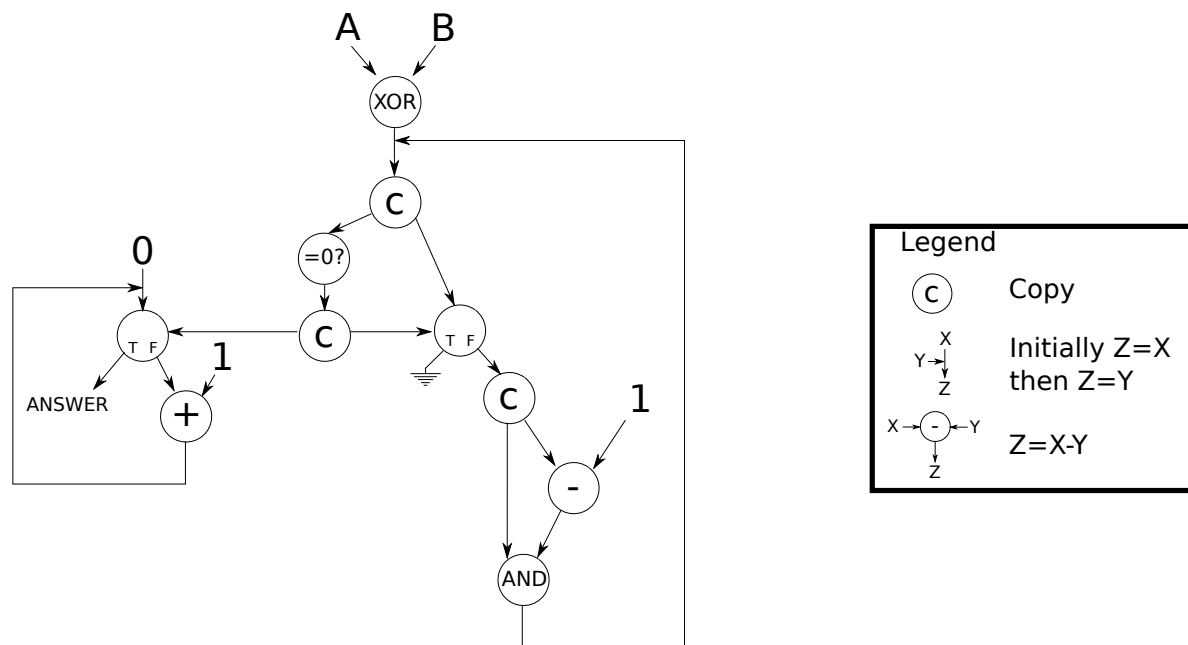 A B
XOR
C
=0?
0
C
T F
T F
1
ANSWER
+
C
1
-
AND
Legend
C
Copy
X
Y
Z
Initially Z=X
then Z=Y
X
-
Y
Z
Z=X-Y